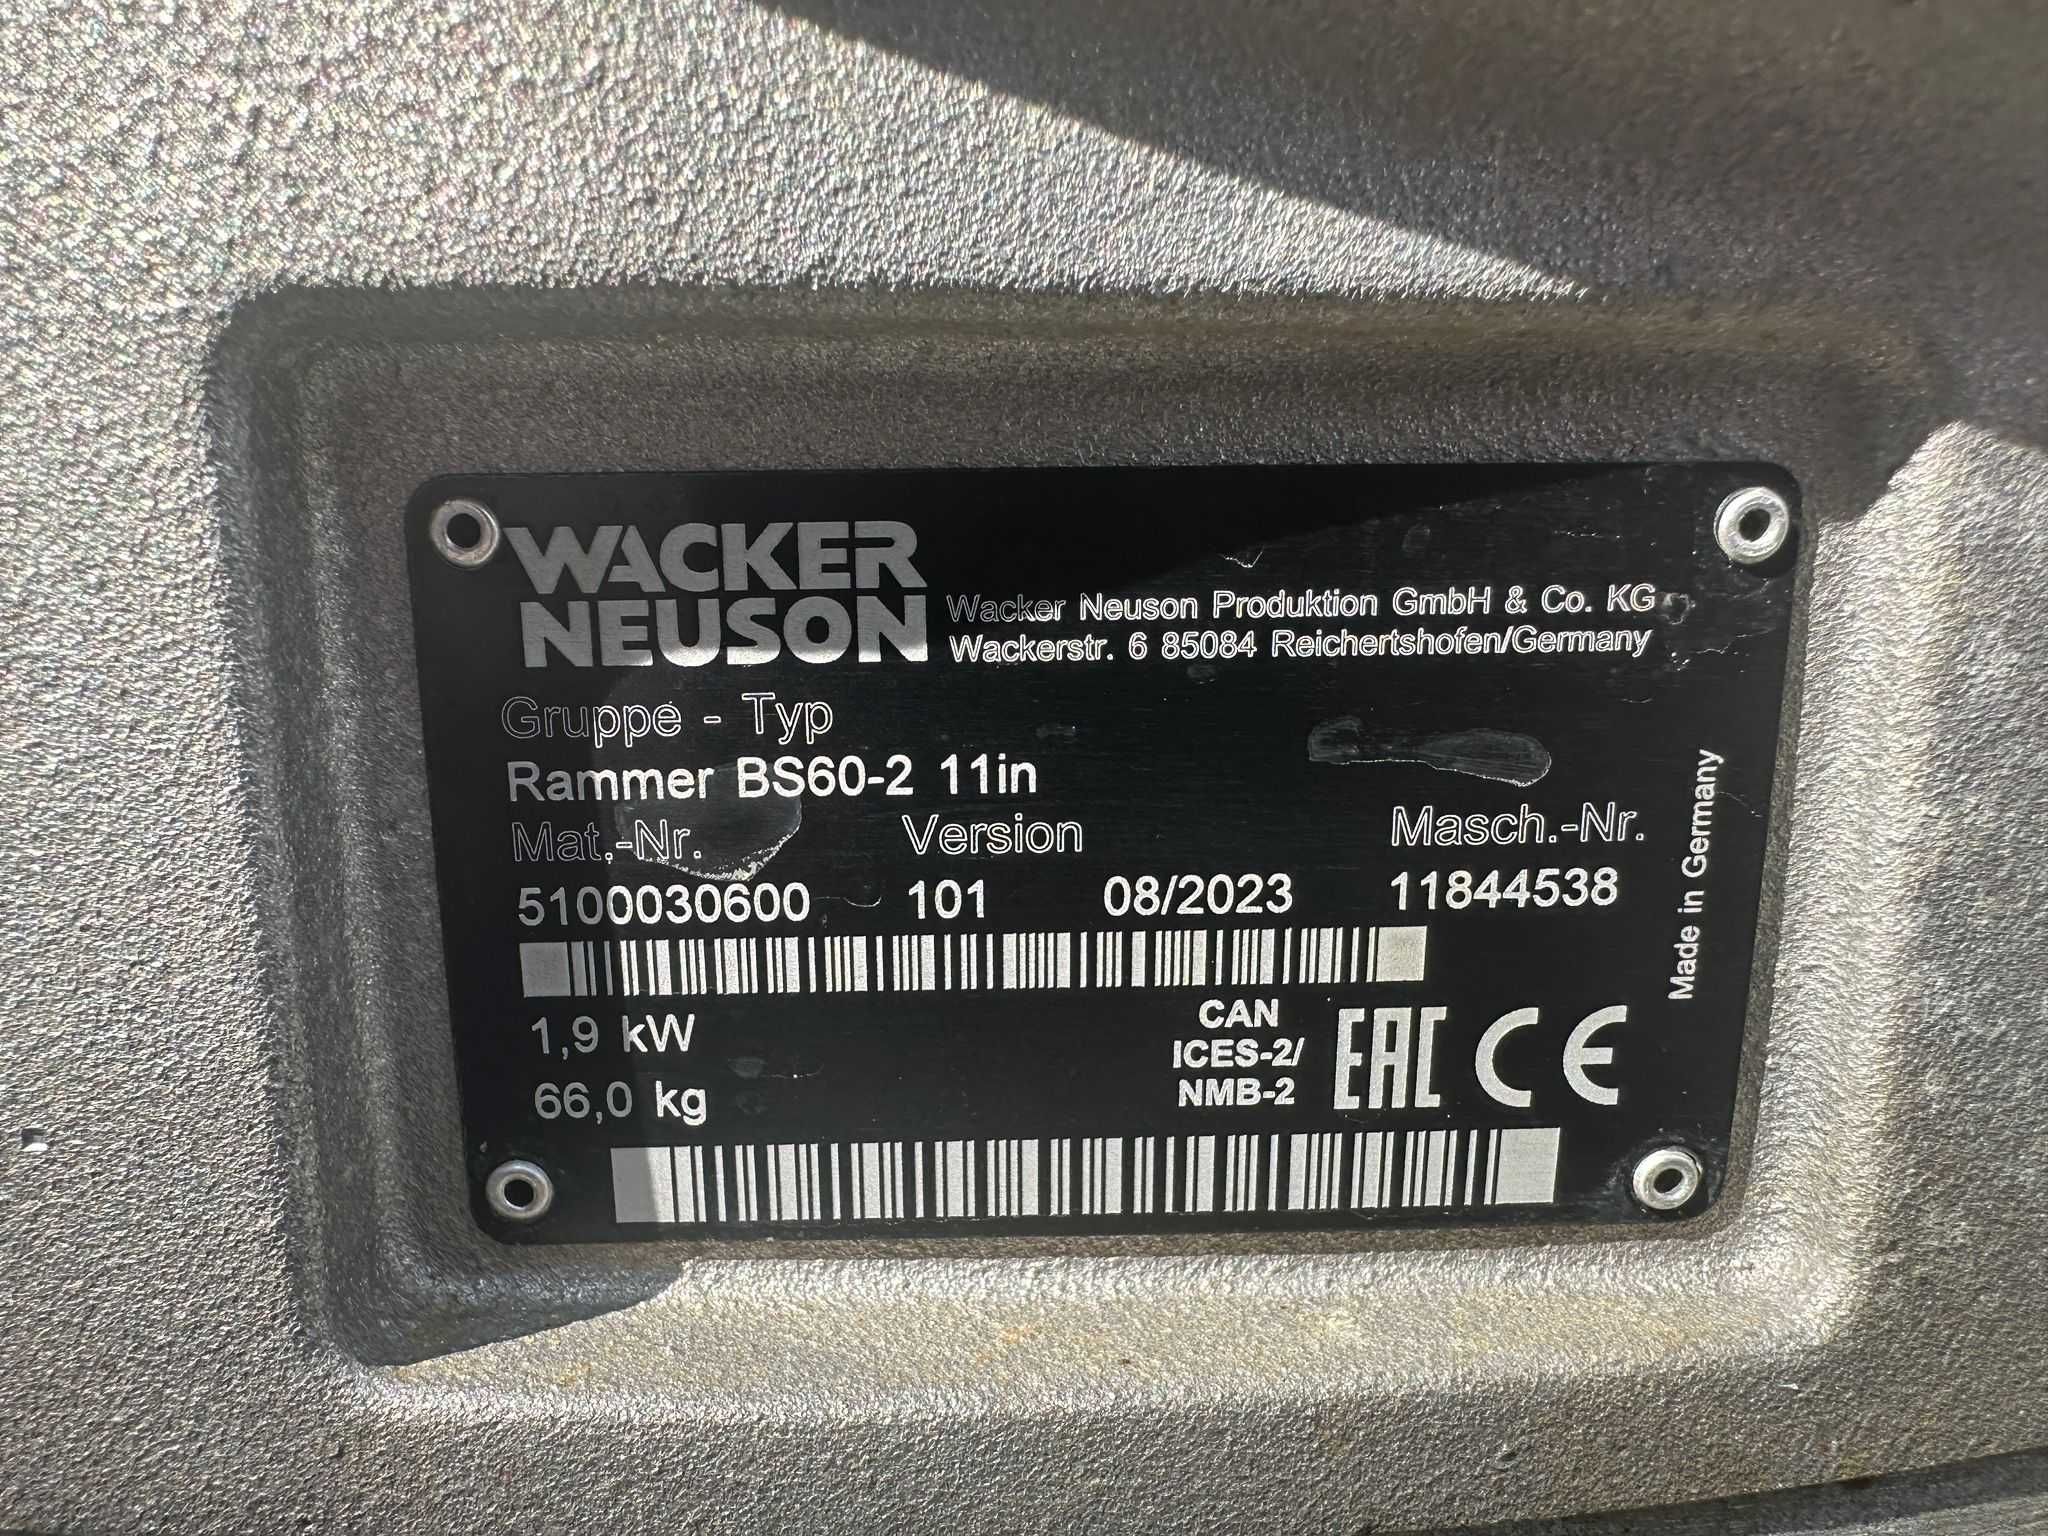 WACKER
NEUSON
Wacker Neuson Produktion GmbH & Co. KG
Wackerstr. 6 85084 Reichertshofen/Germany
Gruppe - Typ
Rammer BS60-2 11in
Mat.-Nr. Version Masch.-Nr.
5100030600 101 08/2023 11844538
1,9 kW
66,0 kg
CAN
ICES-2/
NMB-2
EAC CE
Made in Germany